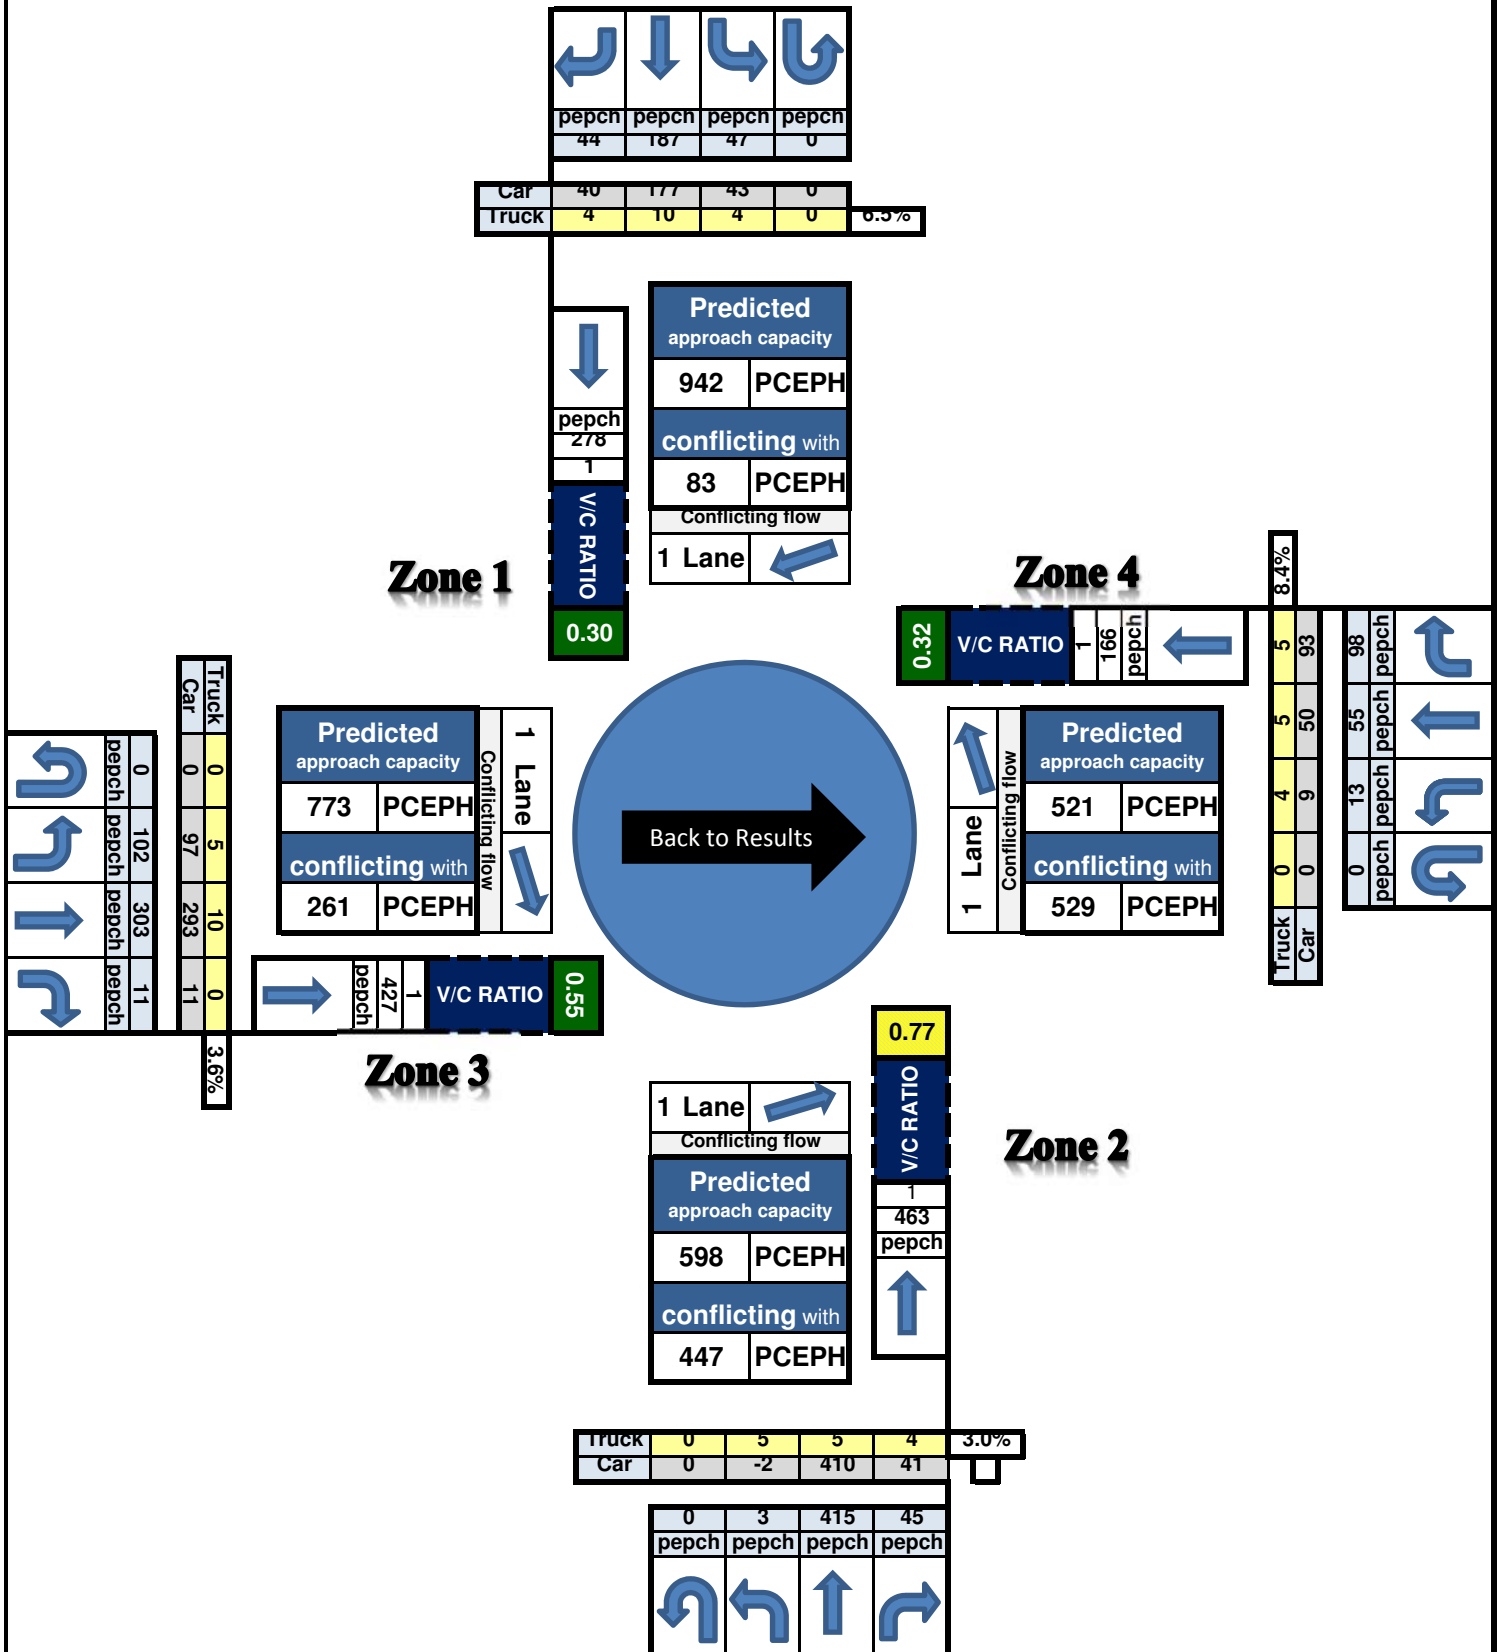 pepch pepch pepch pepch
44 187 47 0
Car 40 177 43 0
Truck 4 10 4 0 6.5%
Predicted
approach capacity
942 PCEPH
conflicting with
83 PCEPH
Conflicting flow
1 Lane
pepch
278
1
V/C RATIO
0.30
Zone 1
Zone 4
8.4%
0.32 V/C RATIO 1 166 pepch
5 93 98 pepch
5 50 55 pepch
4 9 13 pepch
0 0 0 pepch
Truck Car
Predicted
approach capacity
521 PCEPH
conflicting with
529 PCEPH
Conflicting flow
1 Lane
Car Truck
pepch 0 0 0
pepch 102 97 5
pepch 303 293 10
pepch 11 11 0
3.6%
Predicted
approach capacity
773 PCEPH
conflicting with
261 PCEPH
Conflicting flow
1 Lane
Back to Results
pepch 427 1 V/C RATIO 0.55
Zone 3
0.77
V/C RATIO
1
463
pepch
Zone 2
1 Lane
Conflicting flow
Predicted
approach capacity
598 PCEPH
conflicting with
447 PCEPH
Truck 0 5 5 4 3.0%
Car 0 -2 410 41
0 3 415 45
pepch pepch pepch pepch